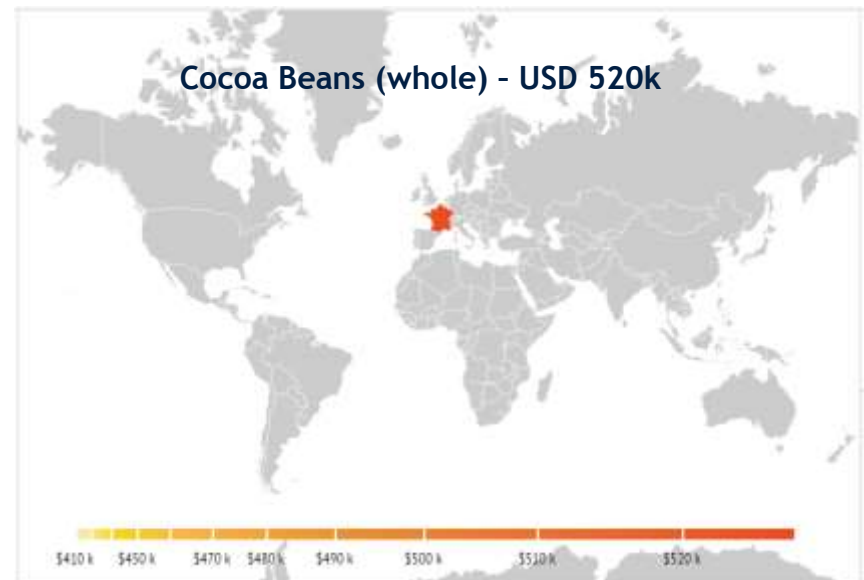 Cocoa Beans (whole) – USD 520k
$410 k $450 k $470 k $480 k $490 k $500 k $510 k $520 k